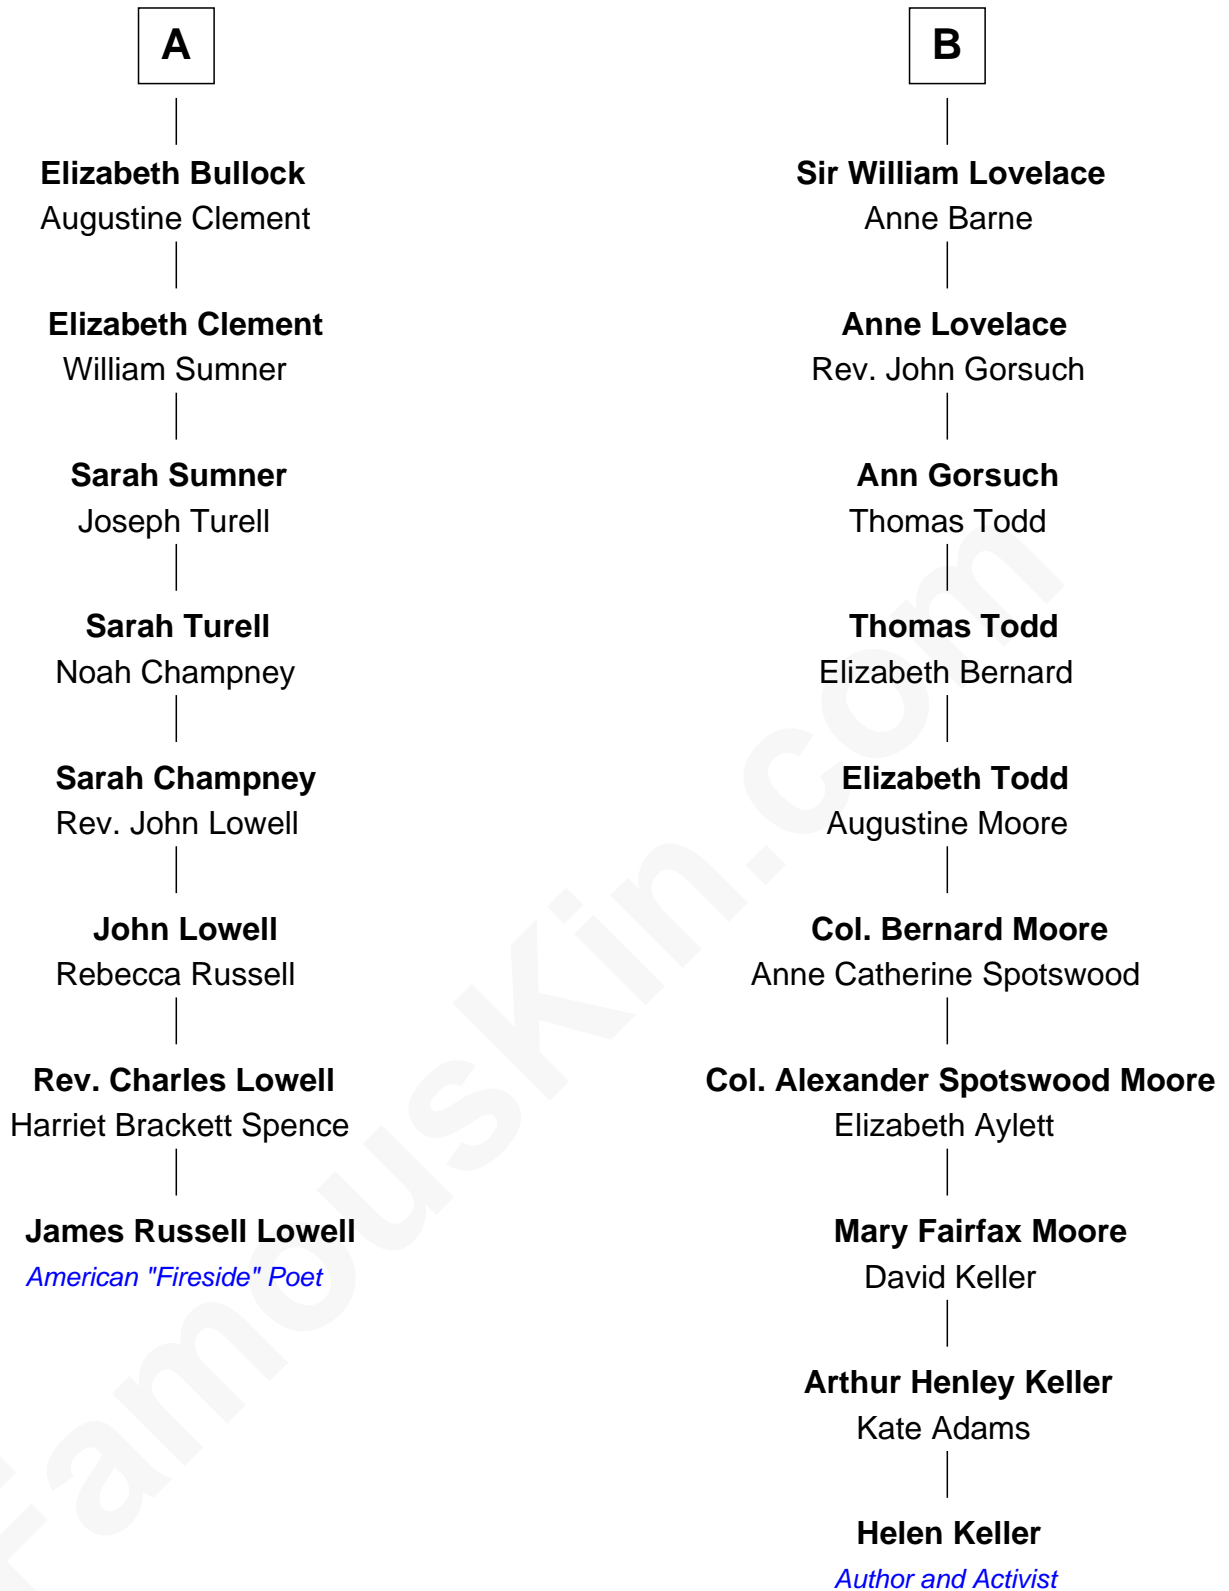 A
Elizabeth Bullock
Augustine Clement
Elizabeth Clement
William Sumner
Sarah Sumner
Joseph Turell
Sarah Turell
Noah Champney
Sarah Champney
Rev. John Lowell
John Lowell
Rebecca Russell
Rev. Charles Lowell
Harriet Brackett Spence
James Russell Lowell
American "Fireside" Poet
B
Sir William Lovelace
Anne Barne
Anne Lovelace
Rev. John Gorsuch
Ann Gorsuch
Thomas Todd
Thomas Todd
Elizabeth Bernard
Elizabeth Todd
Augustine Moore
Col. Bernard Moore
Anne Catherine Spotswood
Col. Alexander Spotswood Moore
Elizabeth Aylett
Mary Fairfax Moore
David Keller
Arthur Henley Keller
Kate Adams
Helen Keller
Author and Activist
FamousKin.com